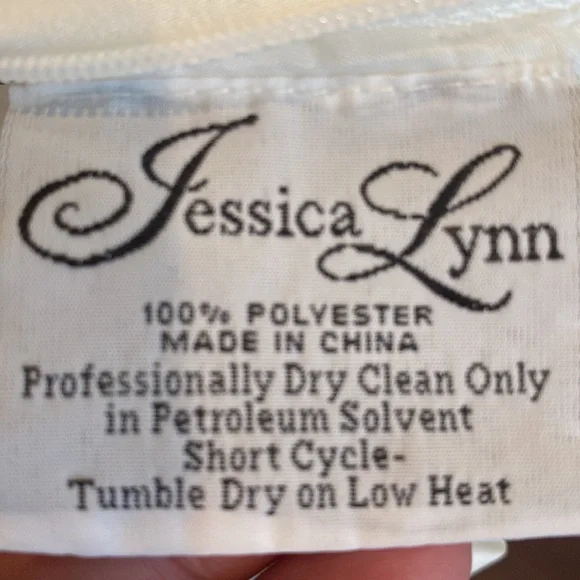 Jessica Lynn
100% POLYESTER
MADE IN CHINA
Professionally Dry Clean Only
in Petroleum Solvent
Short Cycle-
Tumble Dry on Low Heat